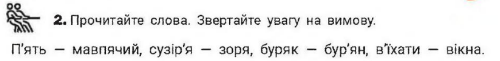 2. Прочитайте слова. Звертайте увагу на вимову.
П'ять – мавпячий, сузір'я – зоря, буряк – бур'ян, в'їхати – вікна.